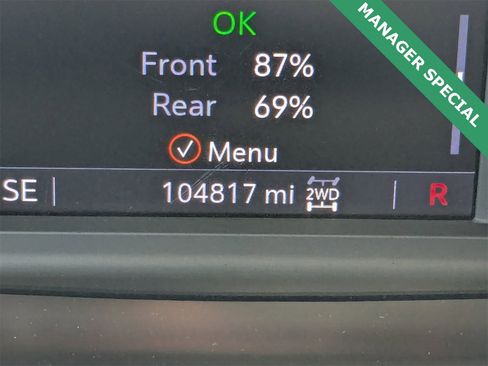 MANAGER SPECIAL
OK
Front 87%
Rear 69%
Menu
SE 104817 mi 2WD R